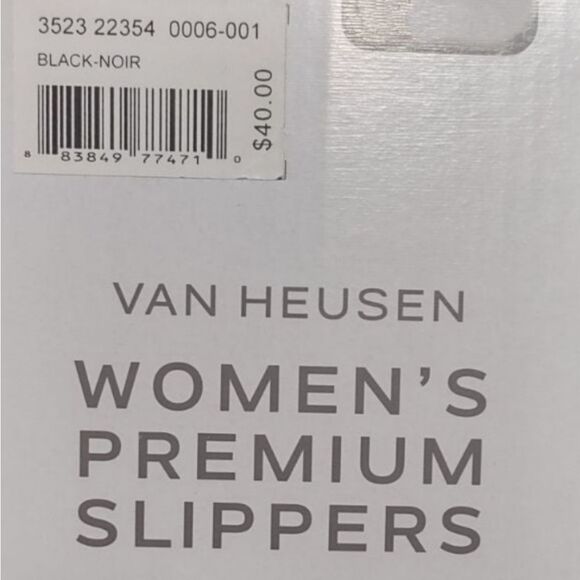 3523 22354 0006-001
BLACK-NOIR
$40.00
8 83849 77471 0
VAN HEUSEN
WOMEN'S
PREMIUM
SLIPPERS